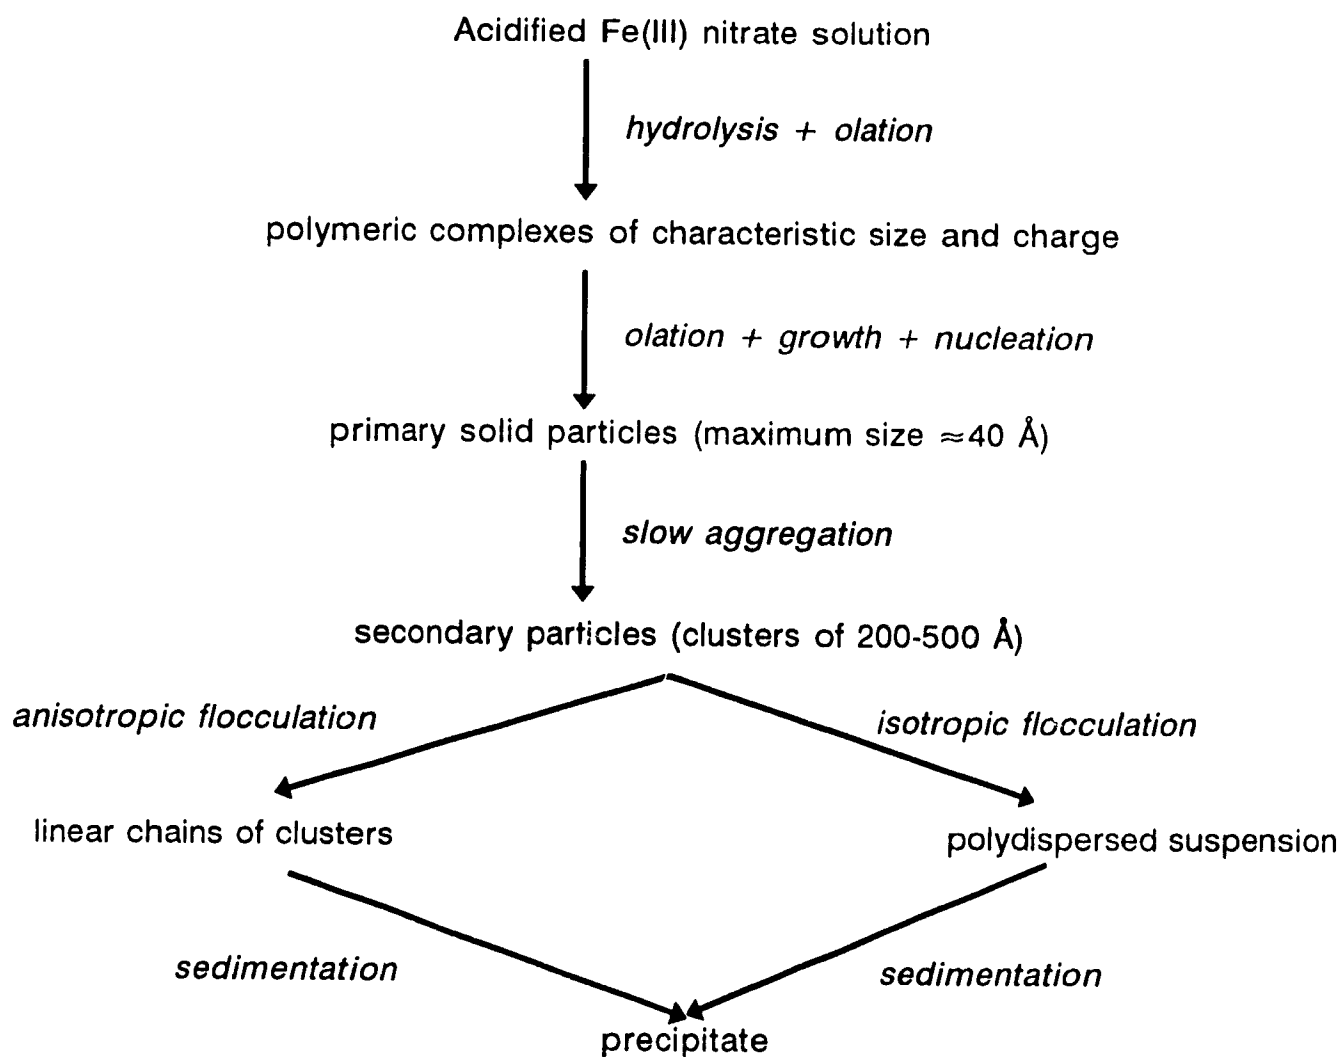 Acidified Fe(III) nitrate solution
hydrolysis + olation
polymeric complexes of characteristic size and charge
olation + growth + nucleation
primary solid particles (maximum size ≈40 Å)
slow aggregation
secondary particles (clusters of 200-500 Å)
anisotropic flocculation
isotropic flocculation
linear chains of clusters
polydispersed suspension
sedimentation
sedimentation
precipitate